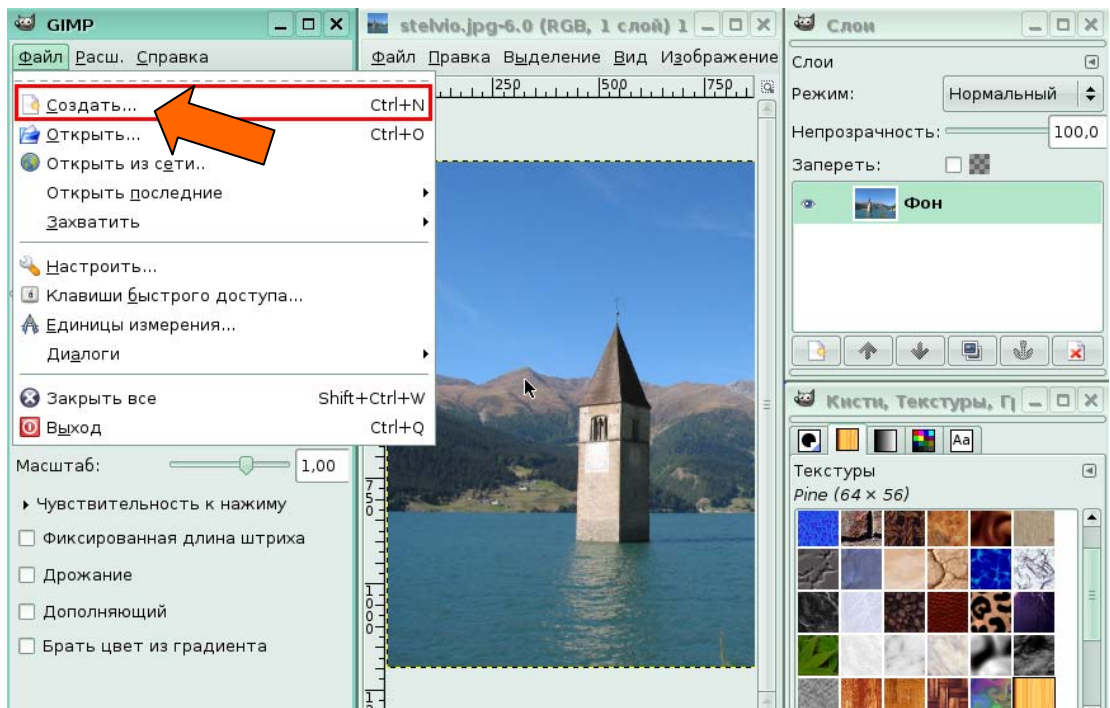 GIMP
Файл Расш. Справка
Создать... Ctrl+N
Открыть... Ctrl+O
Открыть из сети..
Открыть последние
Захватить
Настроить...
Клавиши быстрого доступа...
Единицы измерения...
Диалоги
Закрыть все Shift+Ctrl+W
Выход Ctrl+Q
Масштаб: 1,00
Чувствительность к нажиму
Фиксированная длина штриха
Дрожание
Дополняющий
Брать цвет из градиента
stelvio.jpg-6.0 (RGB, 1 слой) 1
Файл Правка Выделение Вид Изображение
250 500 750
750
1000
1
Слои
Слои
Режим: Нормальный
Непрозрачность: 100,0
Запереть:
Фон
Кисти, Текстуры,
Aa
Текстуры
Pine (64 × 56)